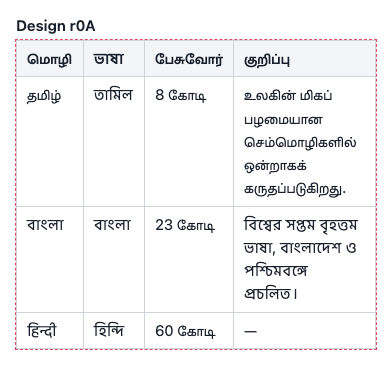 Design r0A
மொழி ভাষা பேசுவோர் குறிப்பு
தமிழ் তামিল 8 கோடி உலகின் மிகப்
பழமையான
செம்மொழிகளில்
ஒன்றாகக்
கருதப்படுகிறது.
বাংলা বাংলা 23 கோடி বিশ্বের সপ্তম বৃহত্তম
ভাষা, বাংলাদেশ ও
পশ্চিমবঙ্গে
প্রচলিত।
हिन्दी হিন্দি 60 கோடி —